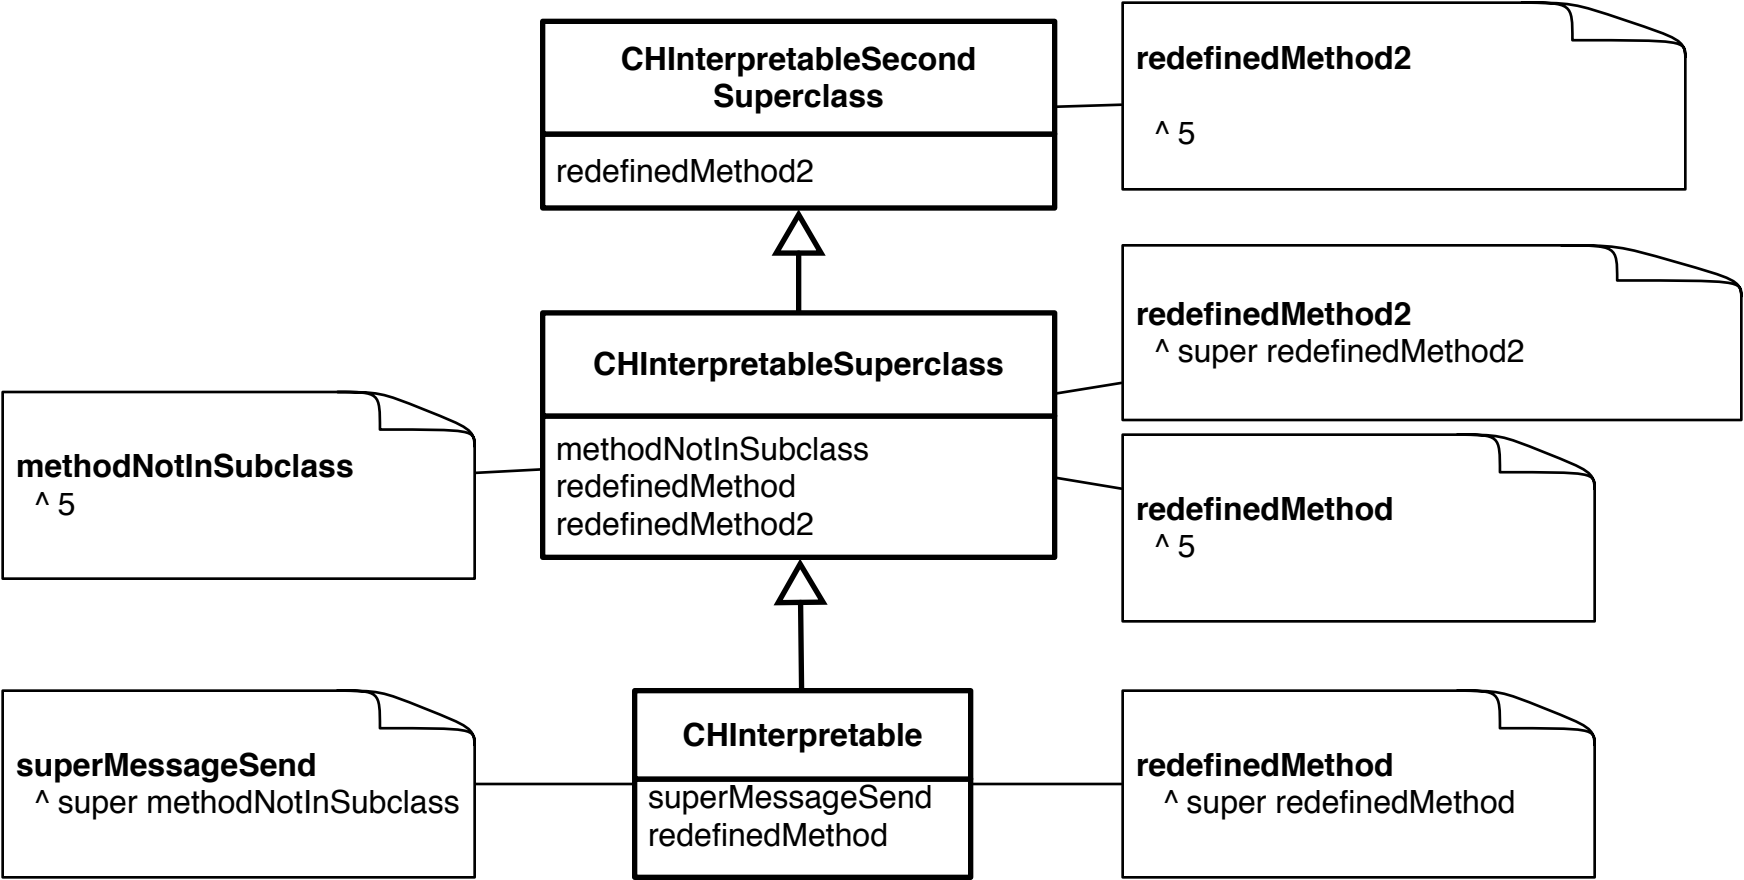 CHInterpretableSecond
Superclass
redefinedMethod2
redefinedMethod2
^ 5
CHInterpretableSuperclass
methodNotInSubclass
redefinedMethod
redefinedMethod2
redefinedMethod2
^ super redefinedMethod2
methodNotInSubclass
^ 5
redefinedMethod
^ 5
CHInterpretable
superMessageSend
redefinedMethod
superMessageSend
^ super methodNotInSubclass
redefinedMethod
^ super redefinedMethod